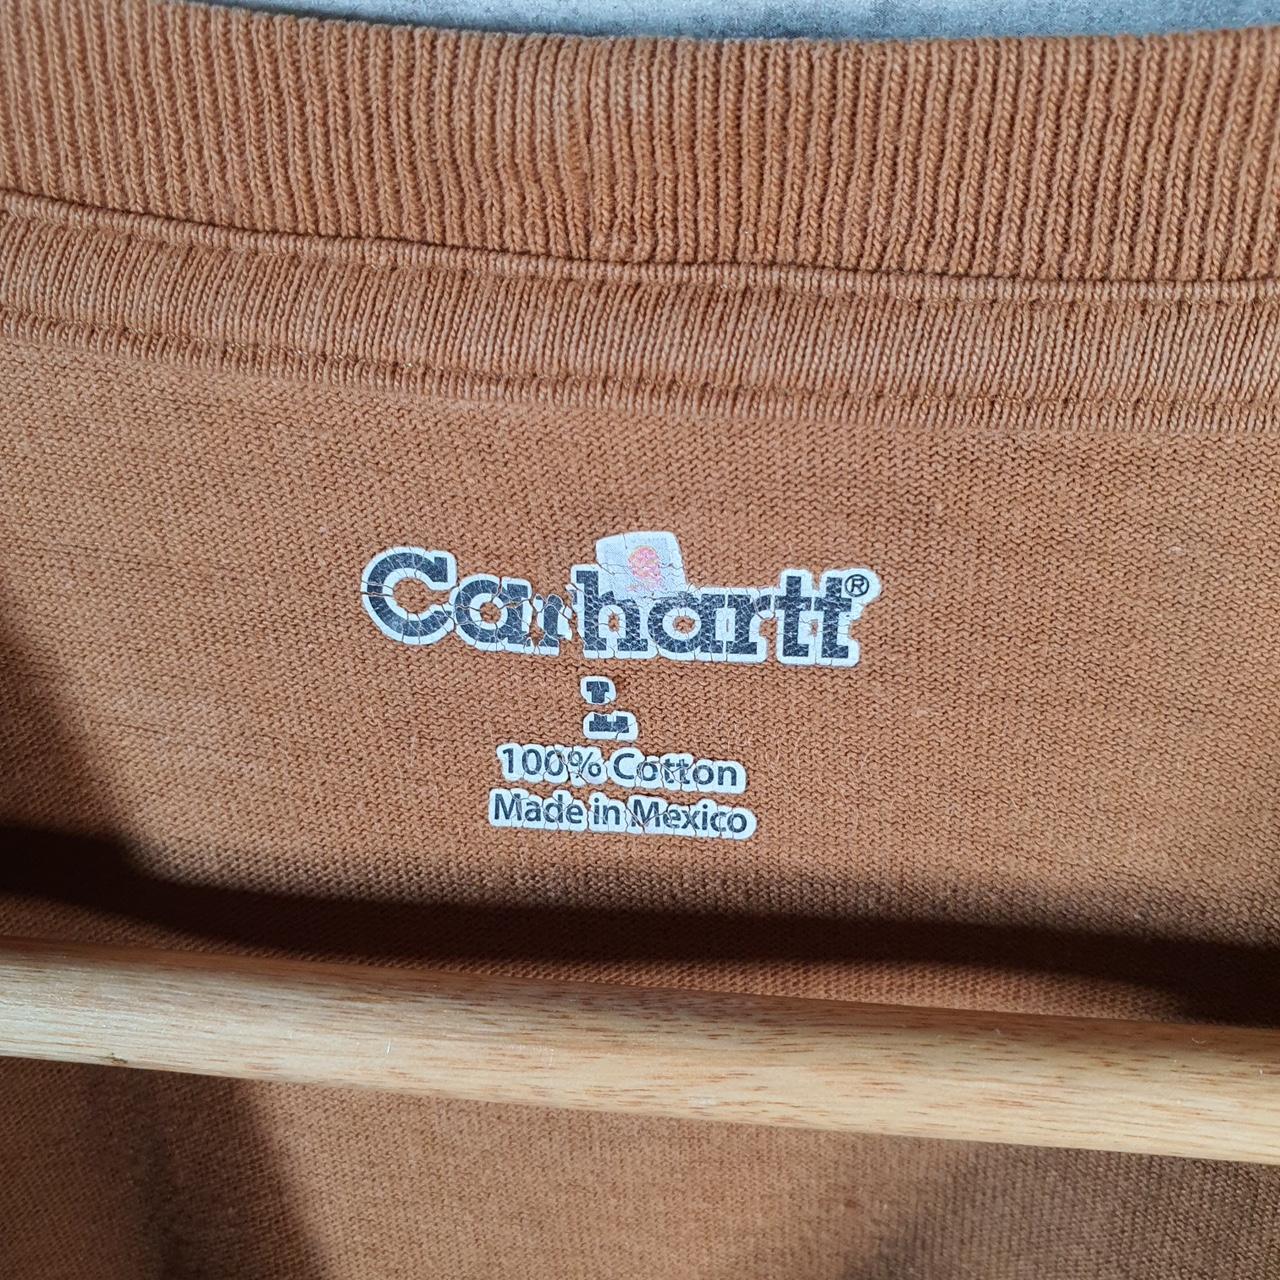 Carhartt®
L
100% Cotton
Made in Mexico